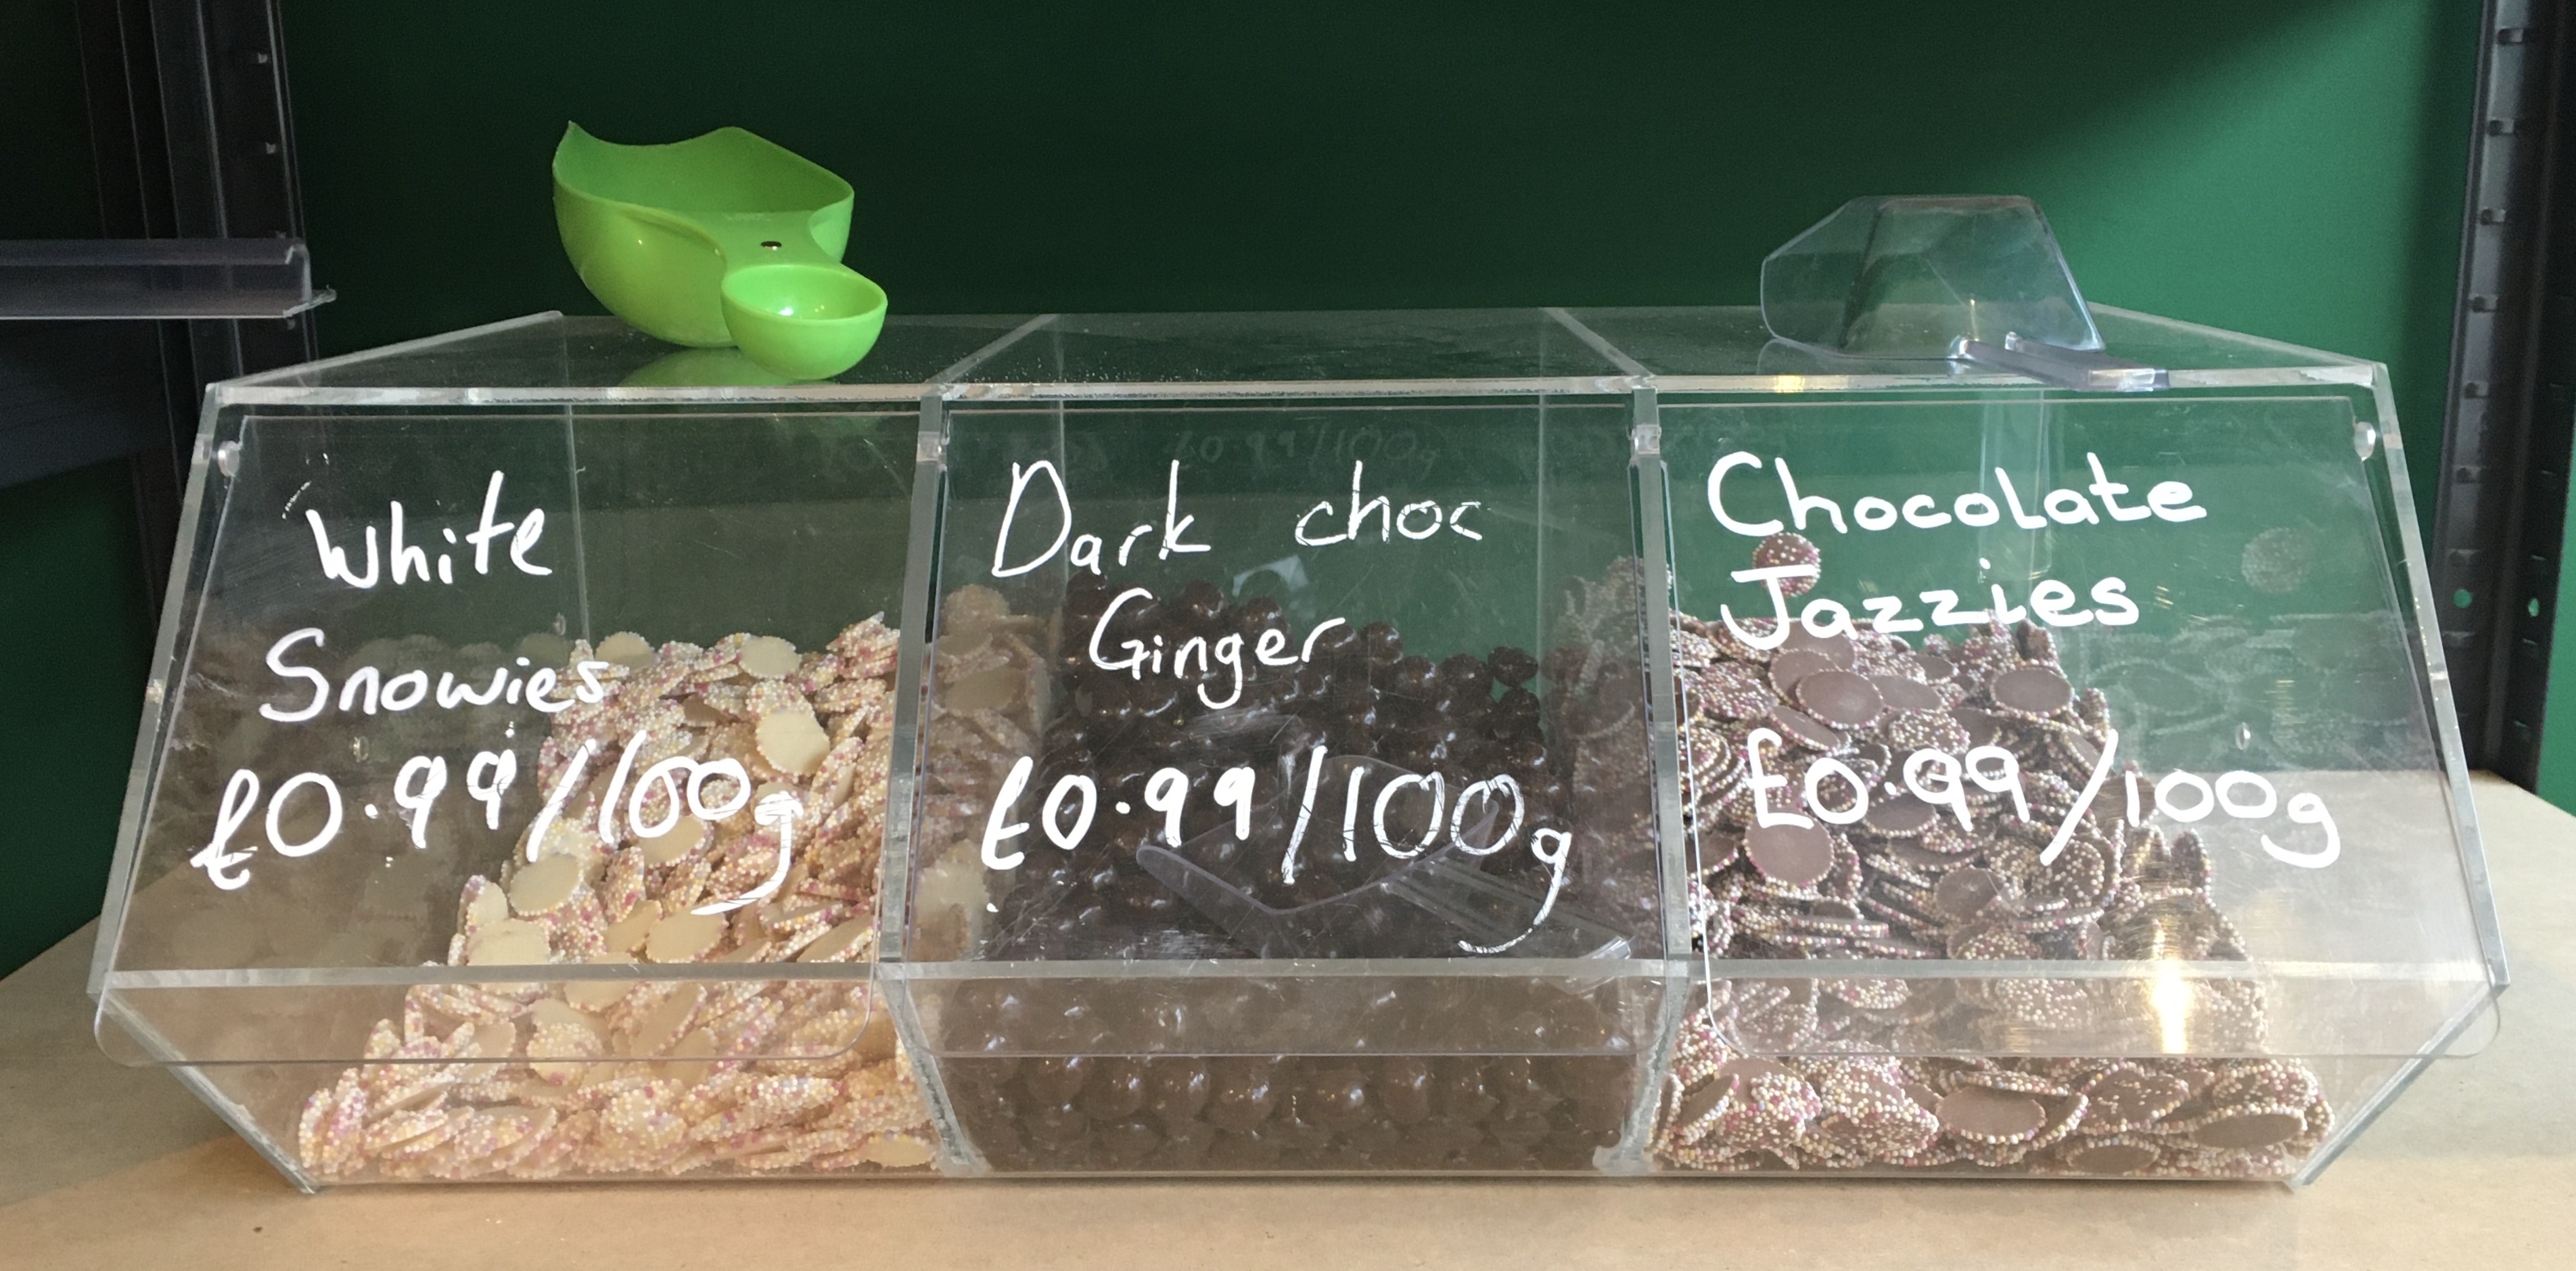 White
Snowies
£0.99/100g
Dark choc
Ginger
£0.99/100g
Chocolate
Jazzies
£0.99/100g